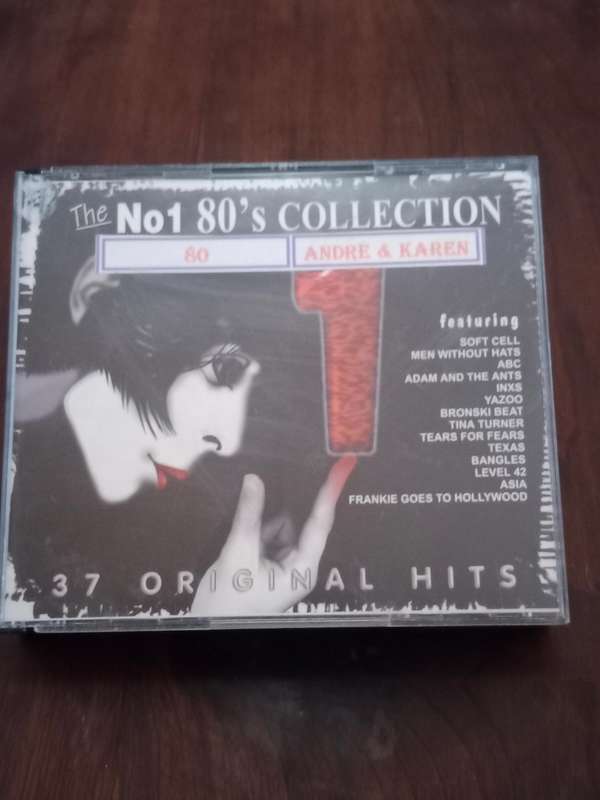 The No1 80's COLLECTION
80 ANDRE & KAREN
1
featuring
SOFT CELL
MEN WITHOUT HATS
ABC
ADAM AND THE ANTS
INXS
YAZOO
BRONSKI BEAT
TINA TURNER
TEARS FOR FEARS
TEXAS
BANGLES
LEVEL 42
ASIA
FRANKIE GOES TO HOLLYWOOD
37 ORIGINAL HITS